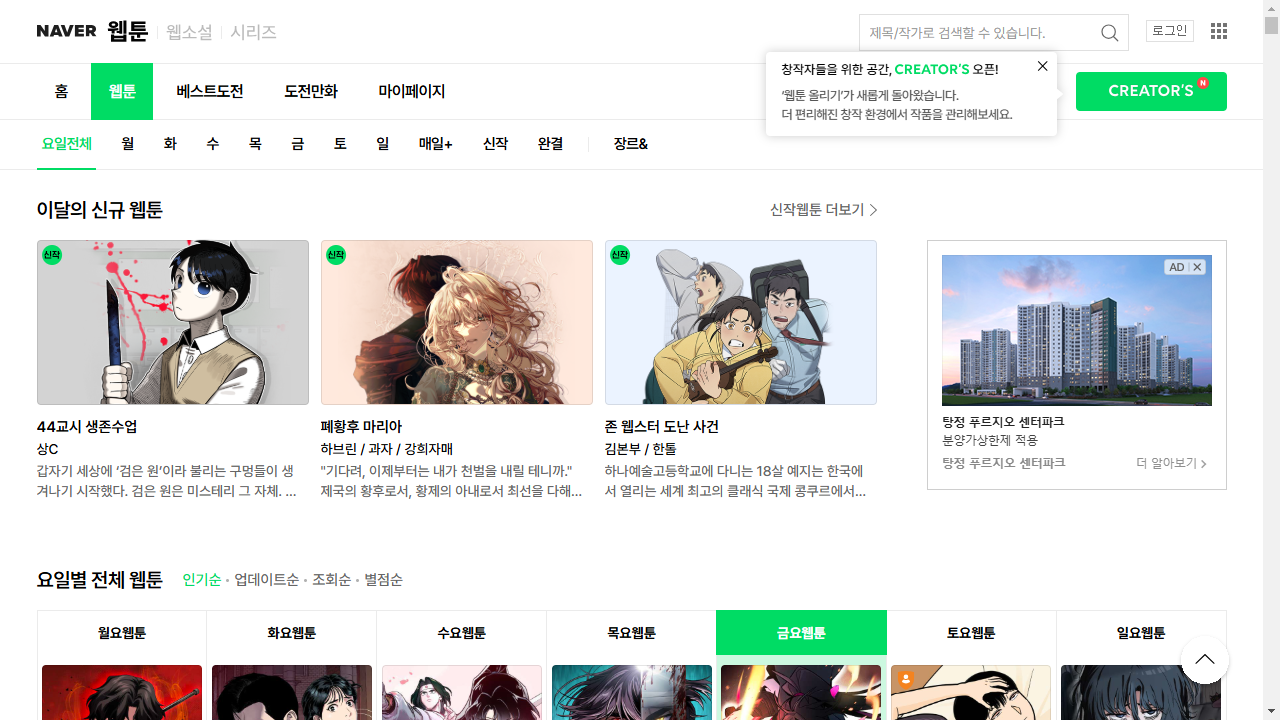 NAVER 웹툰 웹소설 시리즈
제목/작가로 검색할 수 있습니다.
로그인
홈 웹툰 베스트도전 도전만화 마이페이지
창작자들을 위한 공간, CREATOR'S 오픈!
'웹툰 올리기'가 새롭게 돌아왔습니다.
더 편리해진 창작 환경에서 작품을 관리해보세요.
CREATOR'S N
요일전체 월 화 수 목 금 토 일 매일+ 신작 완결 장르&
이달의 신규 웹툰
신작웹툰 더보기
신작
44교시 생존수업
상C
갑자기 세상에 ‘검은 원’이라 불리는 구멍들이 생
겨나기 시작했다. 검은 원은 미스테리 그 자체. ...
신작
폐황후 마리아
하브린 / 과자 / 강희자매
"기다려, 이제부터는 내가 천벌을 내릴 테니까."
제국의 황후로서, 황제의 아내로서 최선을 다해...
신작
존 웹스터 도난 사건
김본부 / 한톨
하나예술고등학교에 다니는 18살 예지는 한국에
서 열리는 세계 최고의 클래식 국제 콩쿠르에서...
AD
탕정 푸르지오 센터파크
분양가상한제 적용
탕정 푸르지오 센터파크
더 알아보기
요일별 전체 웹툰
인기순 업데이트순 조회순 별점순
월요웹툰 화요웹툰 수요웹툰 목요웹툰 금요웹툰 토요웹툰 일요웹툰